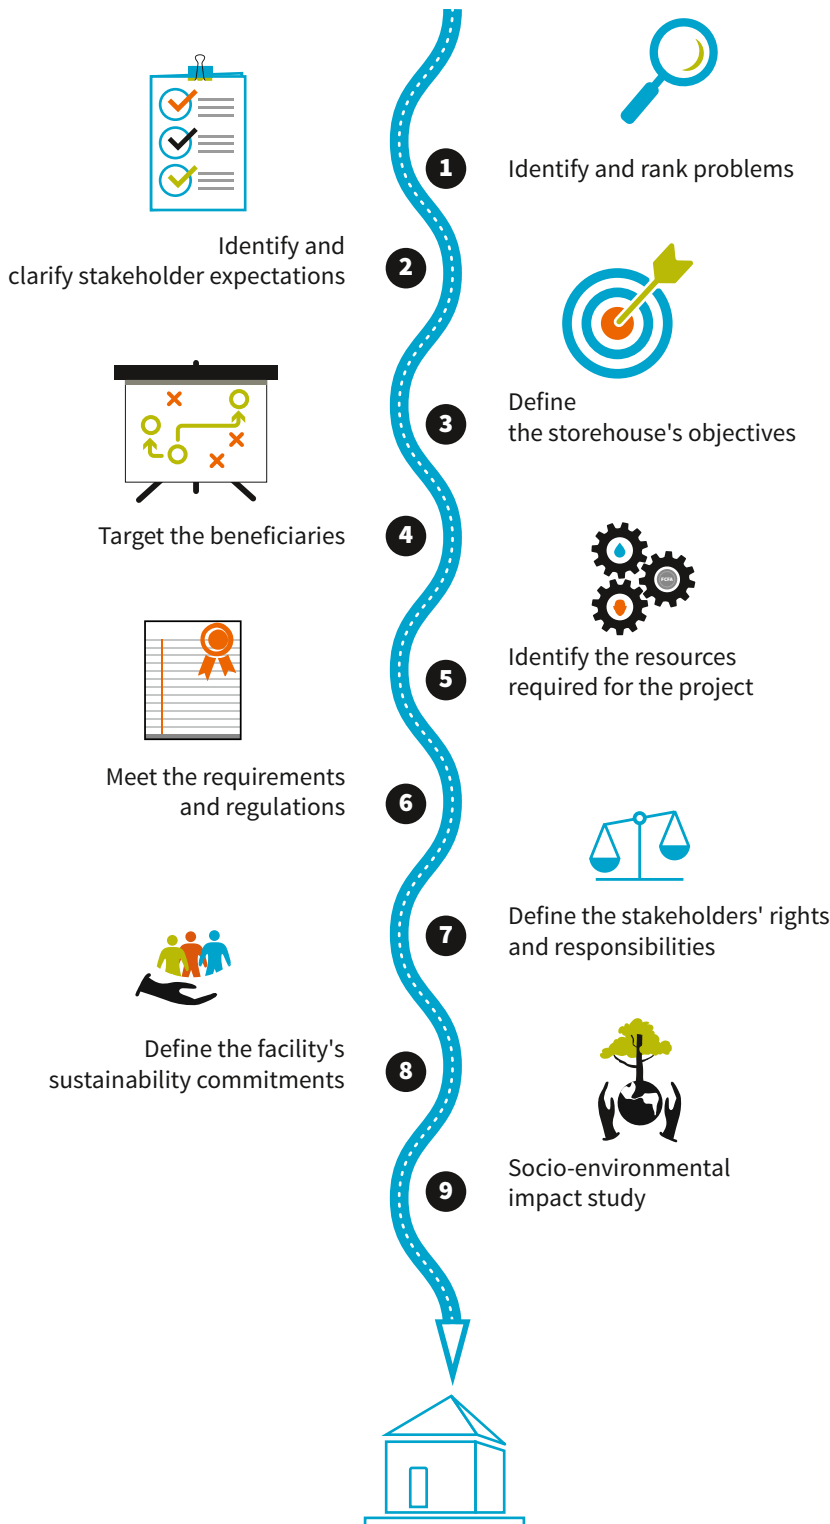 1
Identify and rank problems
Identify and
clarify stakeholder expectations
2
Define
the storehouse's objectives
3
Target the beneficiaries
4
FCFA
Identify the resources
required for the project
5
Meet the requirements
and regulations
6
Define the stakeholders' rights
and responsibilities
7
Define the facility's
sustainability commitments
8
Socio-environmental
impact study
9